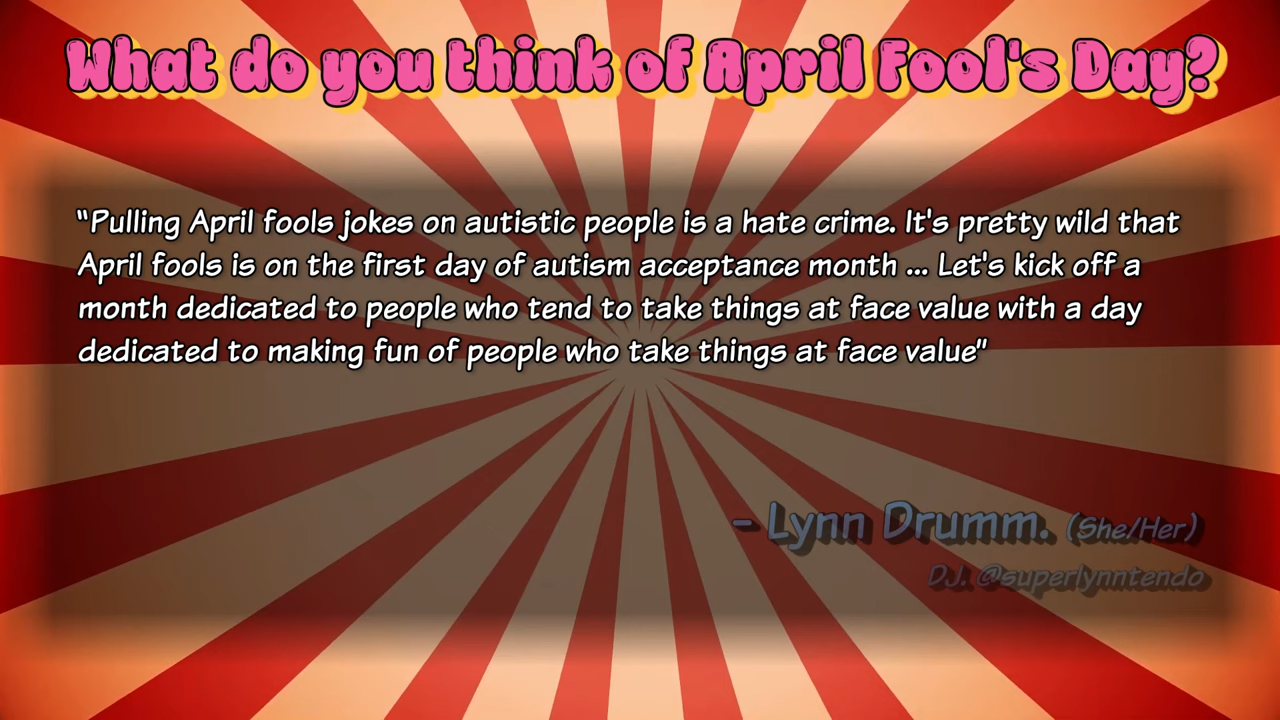 What do you think of April Fool's Day?
“Pulling April fools jokes on autistic people is a hate crime. It's pretty wild that
April fools is on the first day of autism acceptance month ... Let's kick off a
month dedicated to people who tend to take things at face value with a day
dedicated to making fun of people who take things at face value”
- Lynn Drumm. (She/Her)
D.J. @superlynntendo